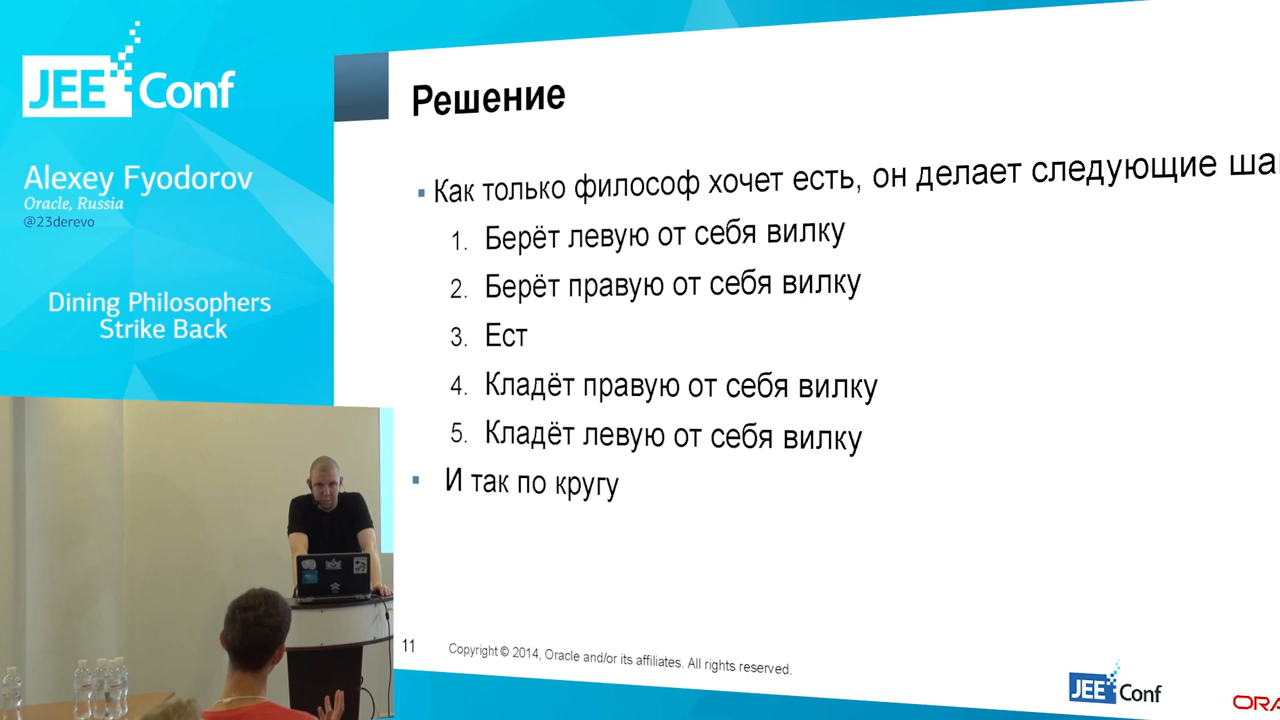 JEE Conf
Alexey Fyodorov
Oracle, Russia
@23derevo
Dining Philosophers
Strike Back
Решение
Как только философ хочет есть, он делает следующие
1. Берёт левую от себя вилку
2. Берёт правую от себя вилку
3. Ест
4. Кладёт правую от себя вилку
5. Кладёт левую от себя вилку
И так по кругу
11
Copyright © 2014, Oracle and/or its affiliates. All rights reserved.
JEE Conf